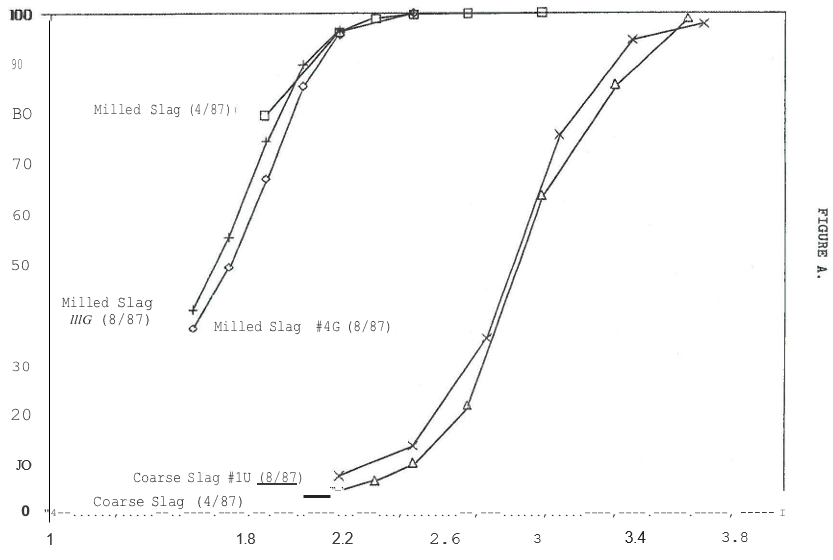 100
90
BO
Milled Slag (4/87)
70
60
50
Milled Slag
lllG (8/87)
Milled Slag #4G (8/87)
30
20
JO
Coarse Slag #1U (8/87)
Coarse Slag (4/87)
0
1
1.8
2.2
2.6
3
3.4
3.8
FIGURE A.